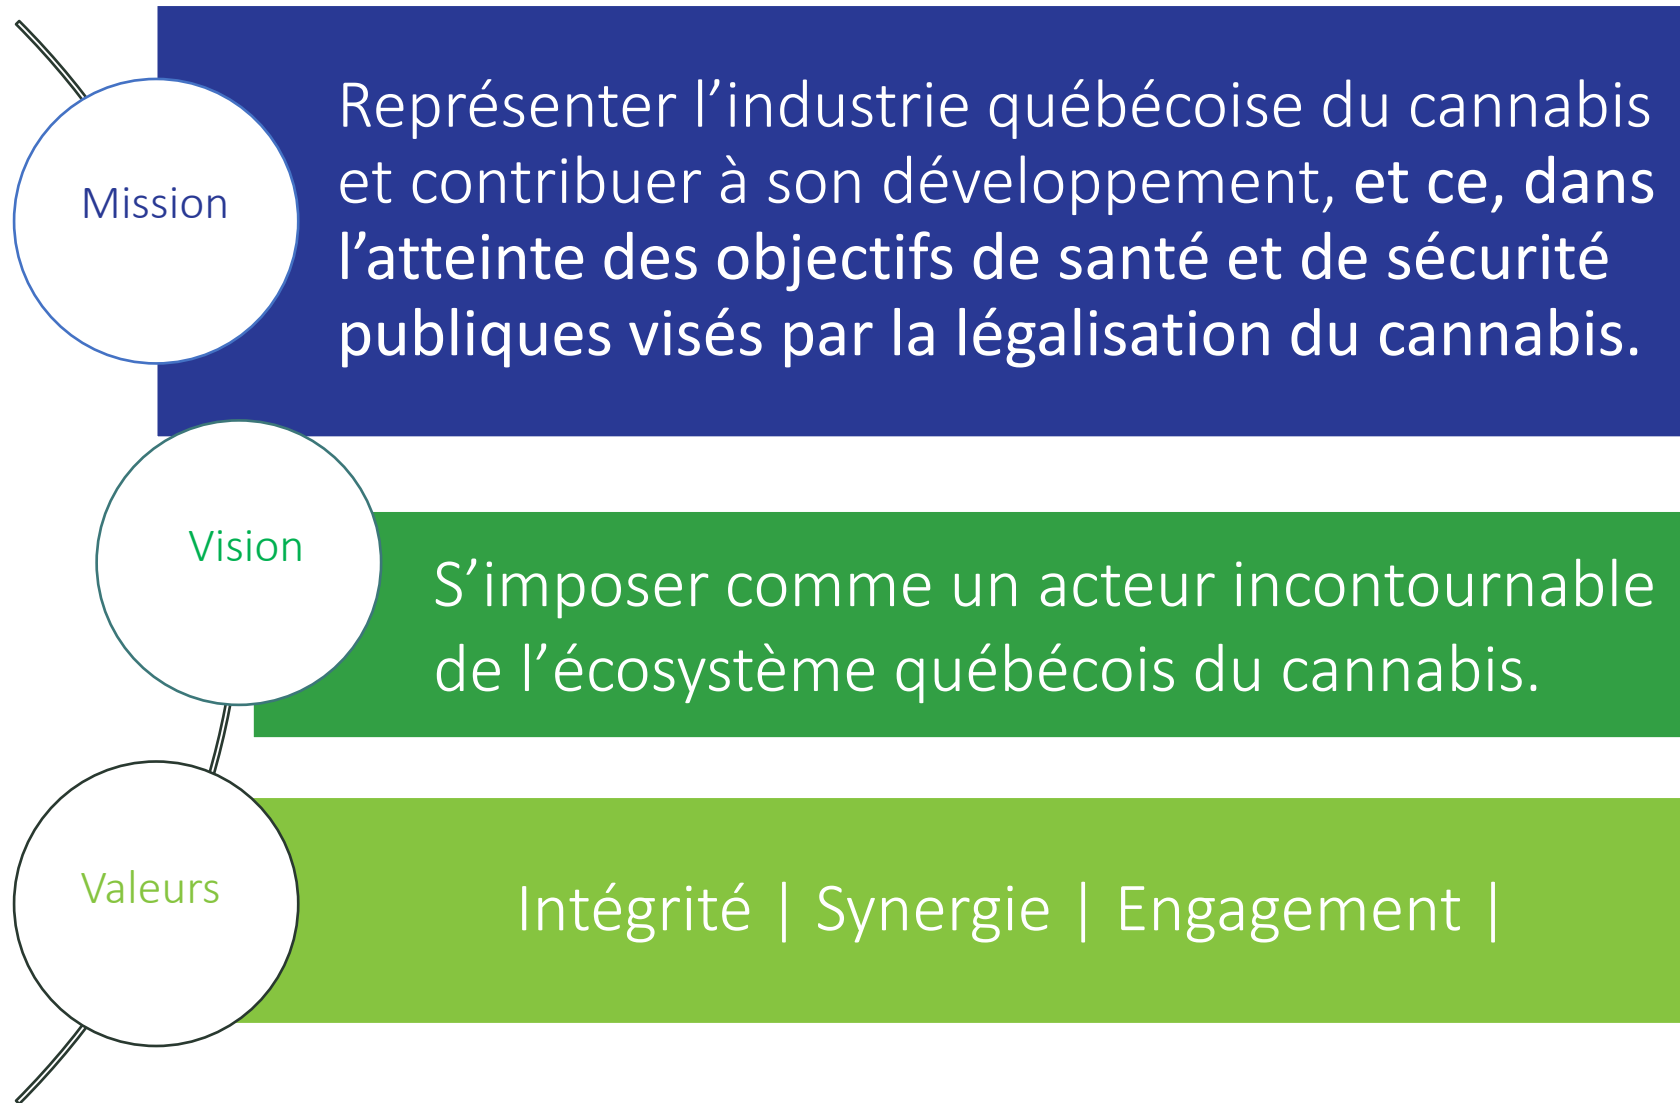 Mission
Représenter l’industrie québécoise du cannabis
et contribuer à son développement, et ce, dans
l’atteinte des objectifs de santé et de sécurité
publiques visés par la légalisation du cannabis.
Vision
S’imposer comme un acteur incontournable
de l’écosystème québécois du cannabis.
Valeurs
Intégrité | Synergie | Engagement |